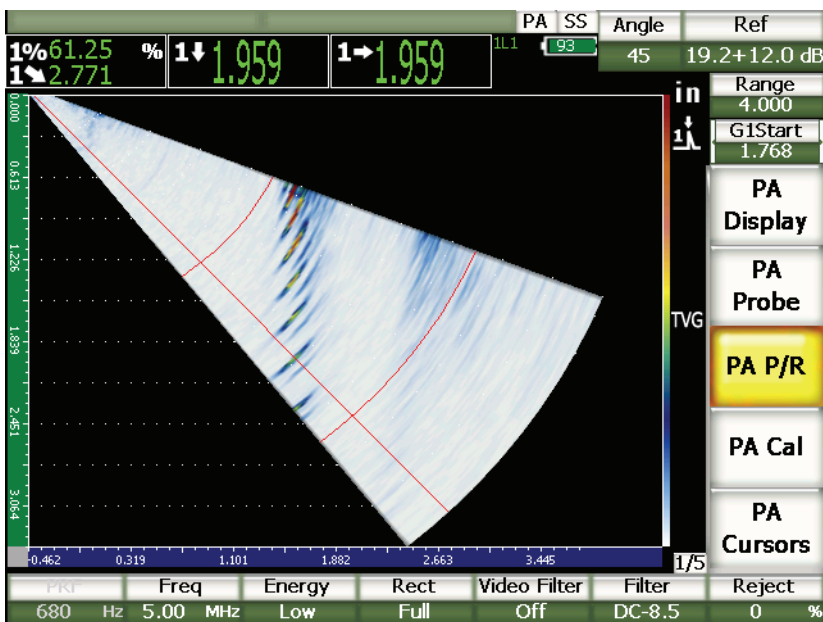 PA SS Angle Ref
1% 61.25 % 1 1.959 1 1.959 1L1 93 45 19.2+12.0 dB
1 2.771
in Range
4.000
G1Start
1 1.768
PA
Display
PA
Probe
TVG
PA P/R
PA Cal
PA
Cursors
0.000
0.613
1.226
1.839
2.451
3.064
-0.462 0.319 1.101 1.882 2.663 3.445 1/5
PRF Freq Energy Rect Video Filter Filter Reject
680 Hz 5.00 MHz Low Full Off DC-8.5 0 %